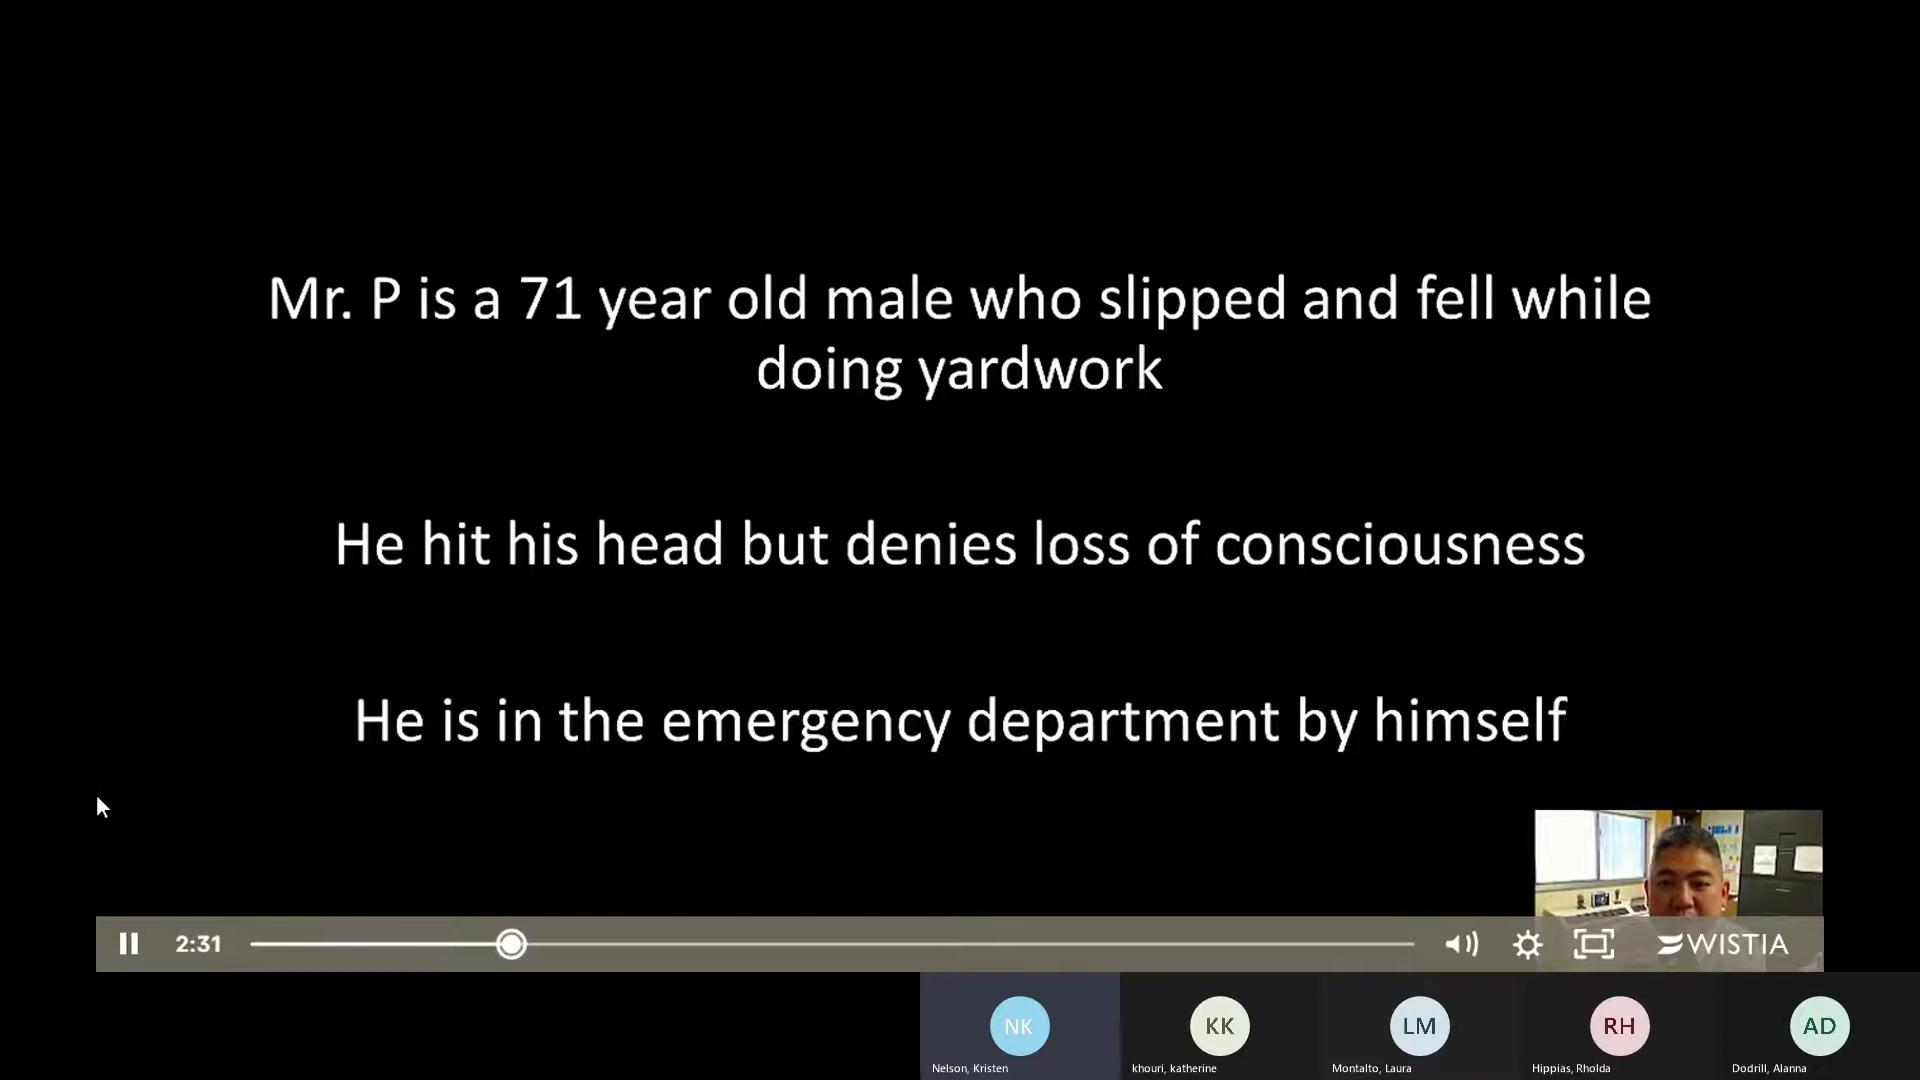 Mr. P is a 71 year old male who slipped and fell while
doing yardwork
He hit his head but denies loss of consciousness
He is in the emergency department by himself
2:31
WISTIA
NK
KK
LM
RH
AD
Nelson, Kristen
khouri, katherine
Montalto, Laura
Hippias, Rholda
Dodrill, Alanna